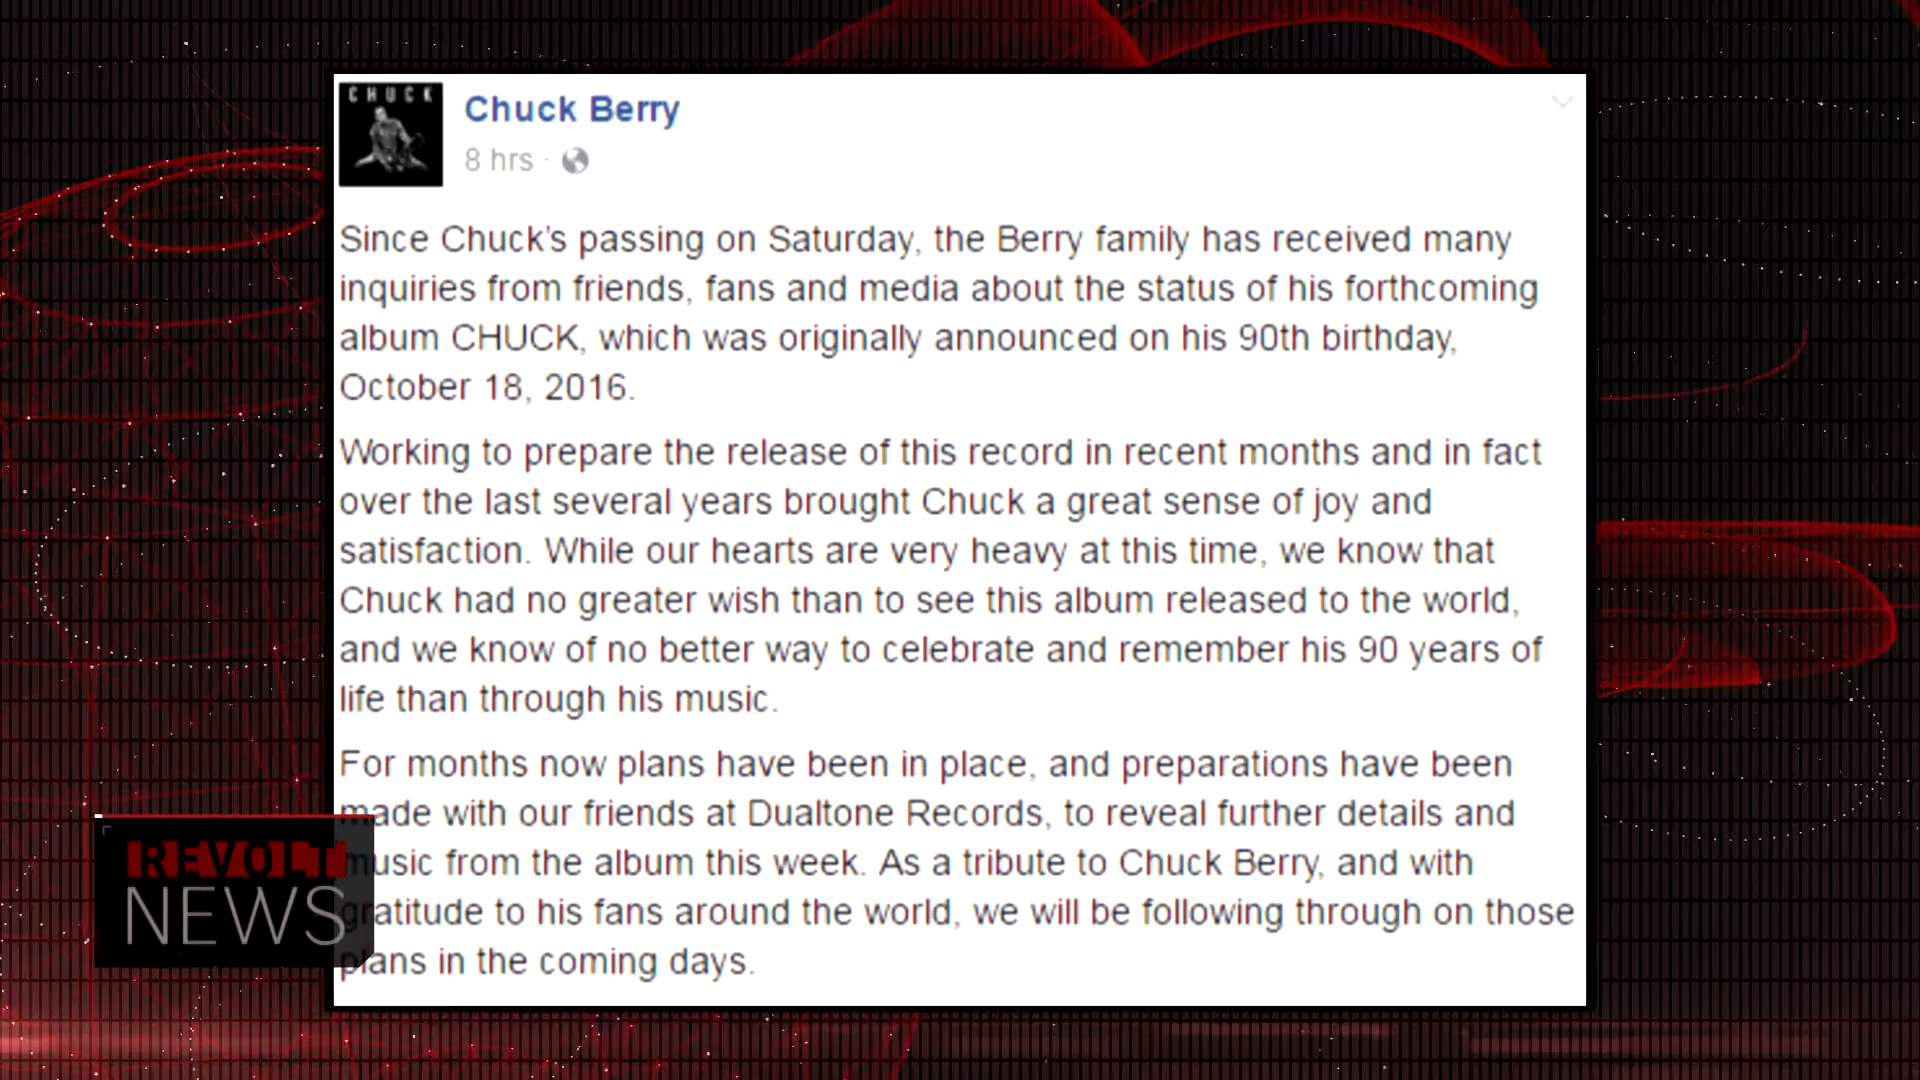 CHUCK
Chuck Berry
8 hrs ·
Since Chuck's passing on Saturday, the Berry family has received many
inquiries from friends, fans and media about the status of his forthcoming
album CHUCK, which was originally announced on his 90th birthday,
October 18, 2016.
Working to prepare the release of this record in recent months and in fact
over the last several years brought Chuck a great sense of joy and
satisfaction. While our hearts are very heavy at this time, we know that
Chuck had no greater wish than to see this album released to the world,
and we know of no better way to celebrate and remember his 90 years of
life than through his music.
For months now plans have been in place, and preparations have been
made with our friends at Dualtone Records, to reveal further details and
music from the album this week. As a tribute to Chuck Berry, and with
gratitude to his fans around the world, we will be following through on those
plans in the coming days.
REVOLT
NEWS